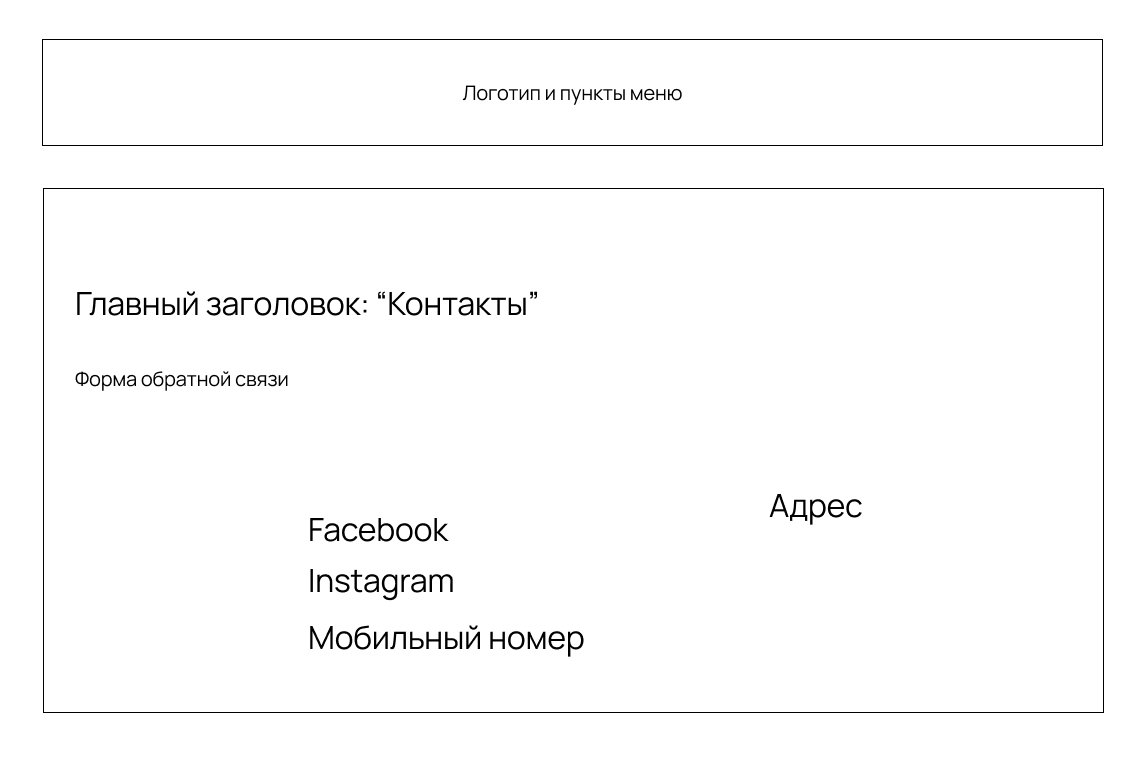 Логотип и пункты меню
Главный заголовок: “Контакты”
Форма обратной связи
Facebook
Instagram
Мобильный номер
Адрес